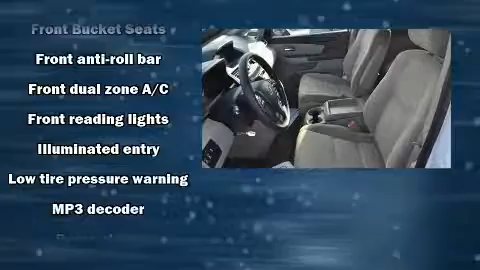 Front Bucket Seats
Front anti-roll bar
Front dual zone A/C
Front reading lights
Illuminated entry
Low tire pressure warning
MP3 decoder